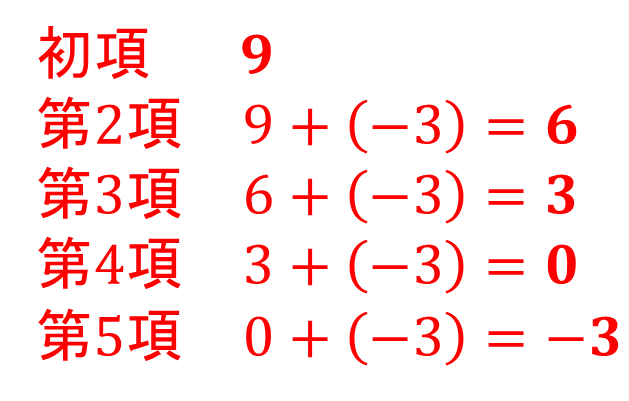 初項 9
第2項 9 + (−3) = 6
第3項 6 + (−3) = 3
第4項 3 + (−3) = 0
第5項 0 + (−3) = −3